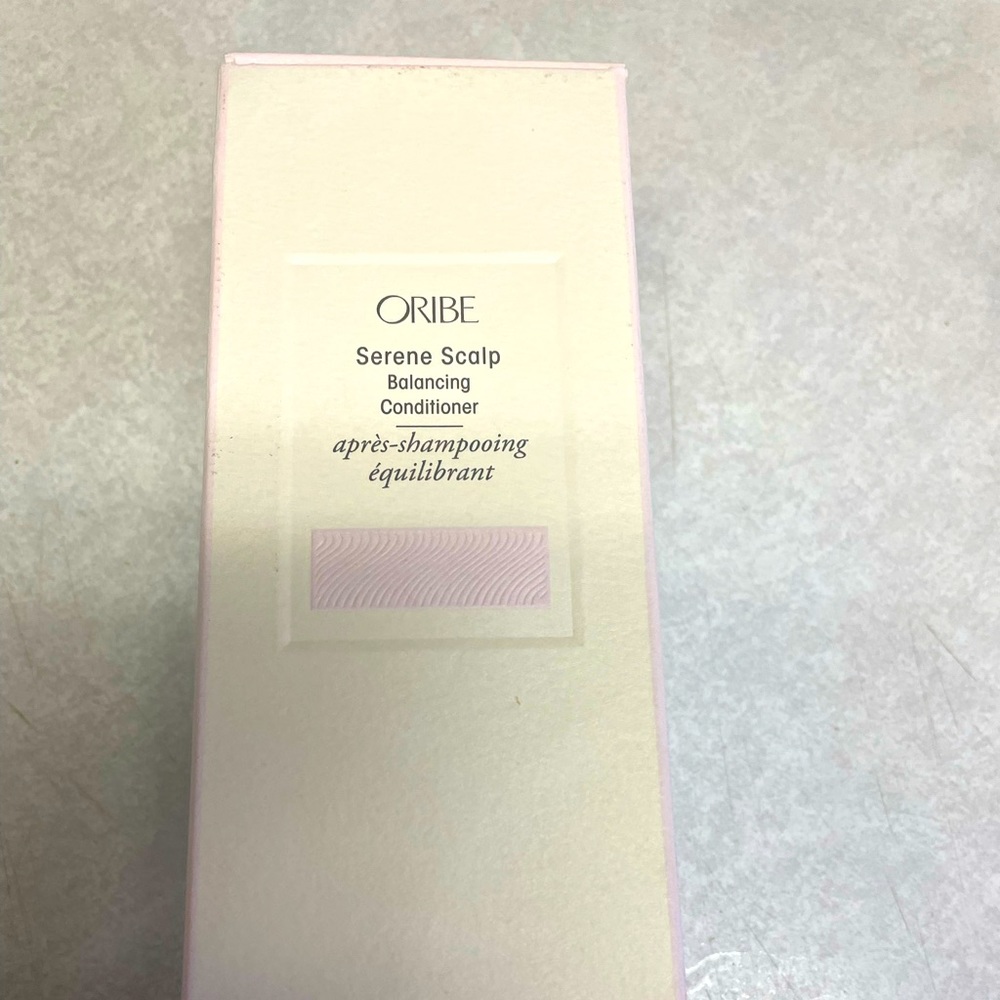 ORIBE
Serene Scalp
Balancing
Conditioner
après-shampooing
équilibrant